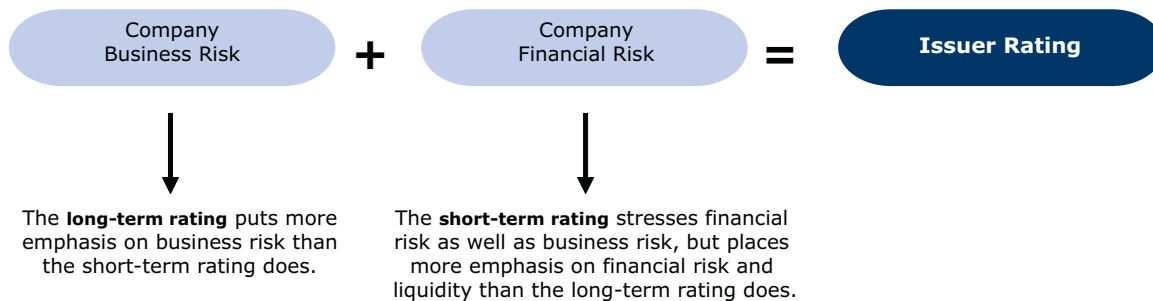 Company
Business Risk
+
Company
Financial Risk
=
Issuer Rating
The long-term rating puts more
emphasis on business risk than
the short-term rating does.
The short-term rating stresses financial
risk as well as business risk, but places
more emphasis on financial risk and
liquidity than the long-term rating does.